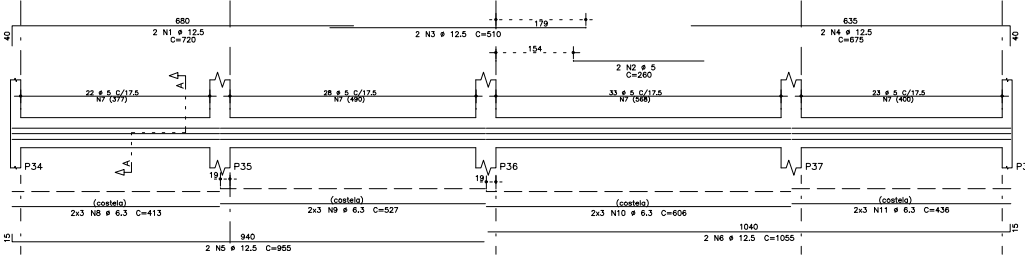 680
2 N1 ø 12.5
C=720
40
179
2 N3 ø 12.5 C=510
154
2 N2 ø 5
C=260
635
2 N4 ø 12.5
C=675
40
A
22 ø 5 C/17.5
N7 (377)
28 ø 5 C/17.5
N7 (490)
33 ø 5 C/17.5
N7 (568)
23 ø 5 C/17.5
N7 (400)
A
P34
P35
P36
P37
P3
19
19
(costela)
2x3 N8 ø 6.3 C=413
(costela)
2x3 N9 ø 6.3 C=527
(costela)
2x3 N10 ø 6.3 C=606
(costela)
2x3 N11 ø 6.3 C=436
15
940
2 N5 ø 12.5 C=955
1040
2 N6 ø 12.5 C=1055
15